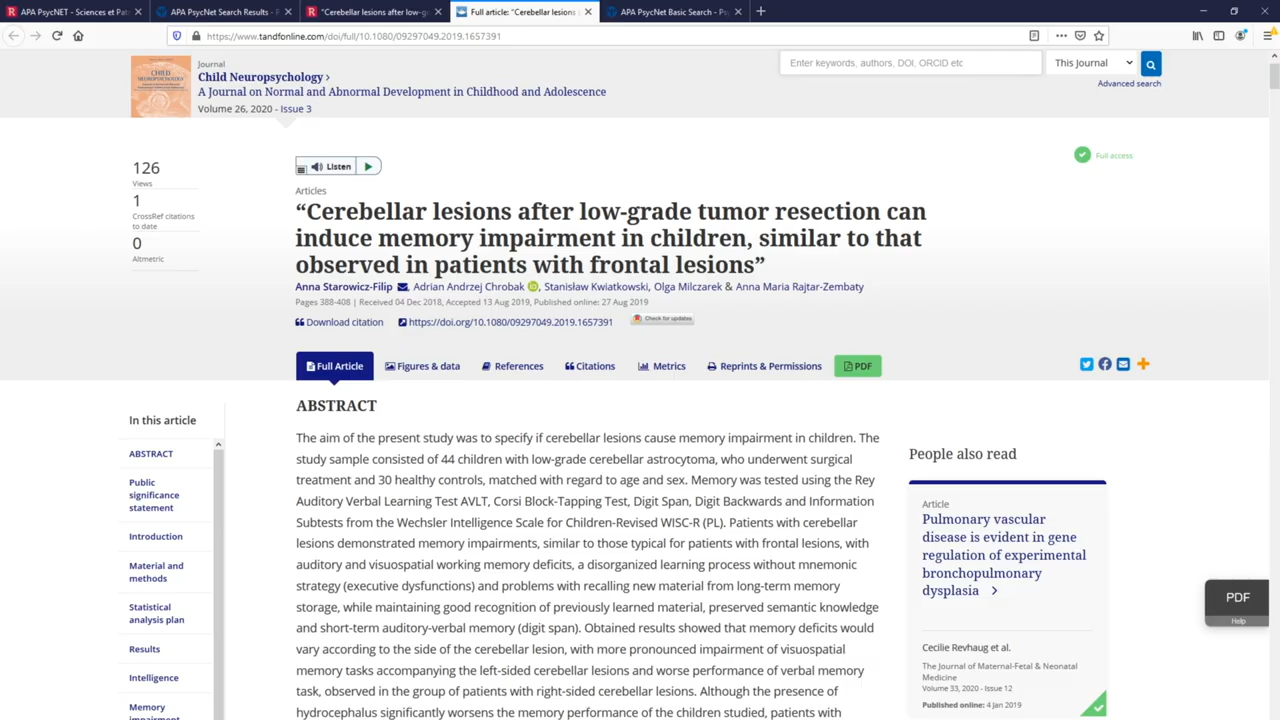 APA PsycNET - Sciences et Pat
APA PsycNet Search Results - P
"Cerebellar lesions after low-g
Full article: "Cerebellar lesions
APA PsycNet Basic Search - Ps
https://www.tandfonline.com/doi/full/10.1080/09297049.2019.1657391
Journal
Child Neuropsychology
A Journal on Normal and Abnormal Development in Childhood and Adolescence
Volume 26, 2020 - Issue 3
CHILD NEUROPSYCHOLOGY
Enter keywords, authors, DOI, ORCID etc
This Journal
Advanced search
126
Views
1
CrossRef citations
to date
0
Altmetric
Listen
Full access
Articles
“Cerebellar lesions after low-grade tumor resection can
induce memory impairment in children, similar to that
observed in patients with frontal lesions”
Anna Starowicz-Filip, Adrian Andrzej Chrobak, Stanisław Kwiatkowski, Olga Milczarek & Anna Maria Rajtar-Zembaty
Pages 388-408 | Received 04 Dec 2018, Accepted 13 Aug 2019, Published online: 27 Aug 2019
Download citation https://doi.org/10.1080/09297049.2019.1657391 Check for updates
Full Article Figures & data References Citations Metrics Reprints & Permissions PDF
In this article
ABSTRACT
Public
significance
statement
Introduction
Material and
methods
Statistical
analysis plan
Results
Intelligence
Memory
impairment
ABSTRACT
The aim of the present study was to specify if cerebellar lesions cause memory impairment in children. The
study sample consisted of 44 children with low-grade cerebellar astrocytoma, who underwent surgical
treatment and 30 healthy controls, matched with regard to age and sex. Memory was tested using the Rey
Auditory Verbal Learning Test AVLT, Corsi Block-Tapping Test, Digit Span, Digit Backwards and Information
Subtests from the Wechsler Intelligence Scale for Children-Revised WISC-R (PL). Patients with cerebellar
lesions demonstrated memory impairments, similar to those typical for patients with frontal lesions, with
auditory and visuospatial working memory deficits, a disorganized learning process without mnemonic
strategy (executive dysfunctions) and problems with recalling new material from long-term memory
storage, while maintaining good recognition of previously learned material, preserved semantic knowledge
and short-term auditory-verbal memory (digit span). Obtained results showed that memory deficits would
vary according to the side of the cerebellar lesion, with more pronounced impairment of visuospatial
memory tasks accompanying the left-sided cerebellar lesions and worse performance of verbal memory
task, observed in the group of patients with right-sided cerebellar lesions. Although the presence of
hydrocephalus significantly worsens the memory performance of the children studied, patients with
People also read
Article
Pulmonary vascular
disease is evident in gene
regulation of experimental
bronchopulmonary
dysplasia
Cecilie Revhaug et al.
The Journal of Maternal-Fetal & Neonatal
Medicine
Volume 33, 2020 - Issue 12
Published online: 4 Jan 2019
PDF
Help